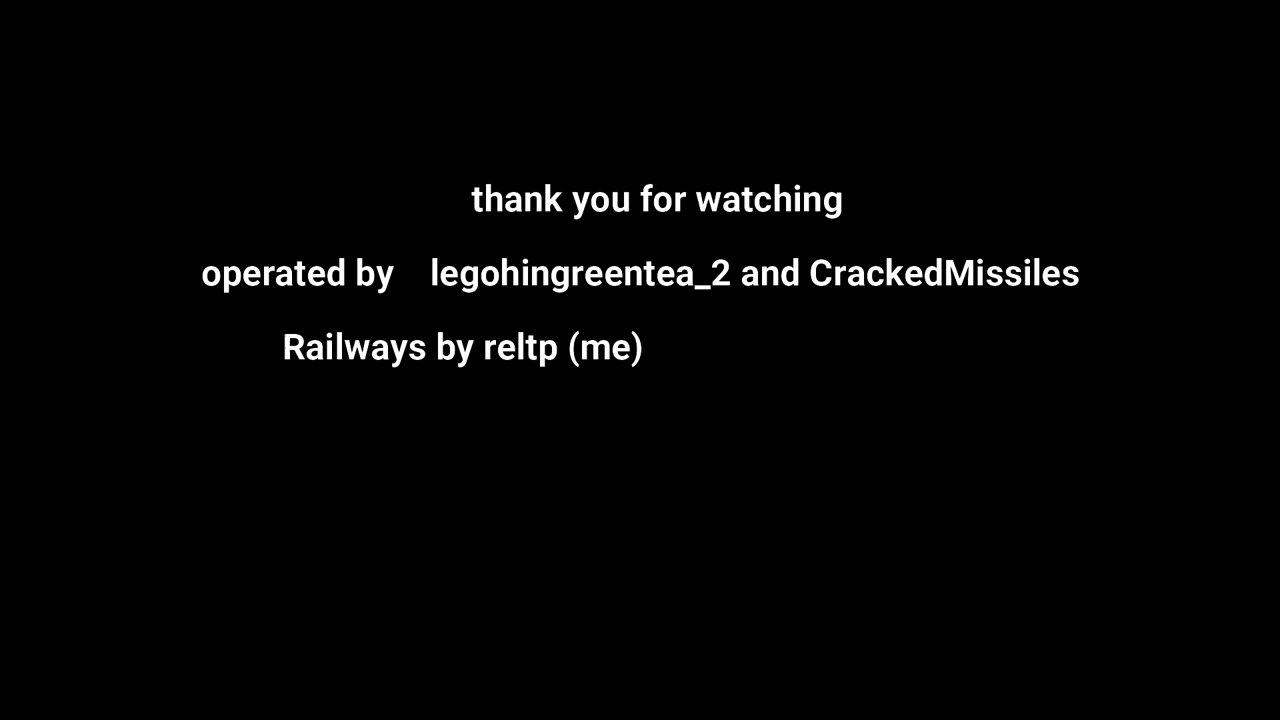 thank you for watching
operated by legohingreentea_2 and CrackedMissiles
Railways by reltp (me)